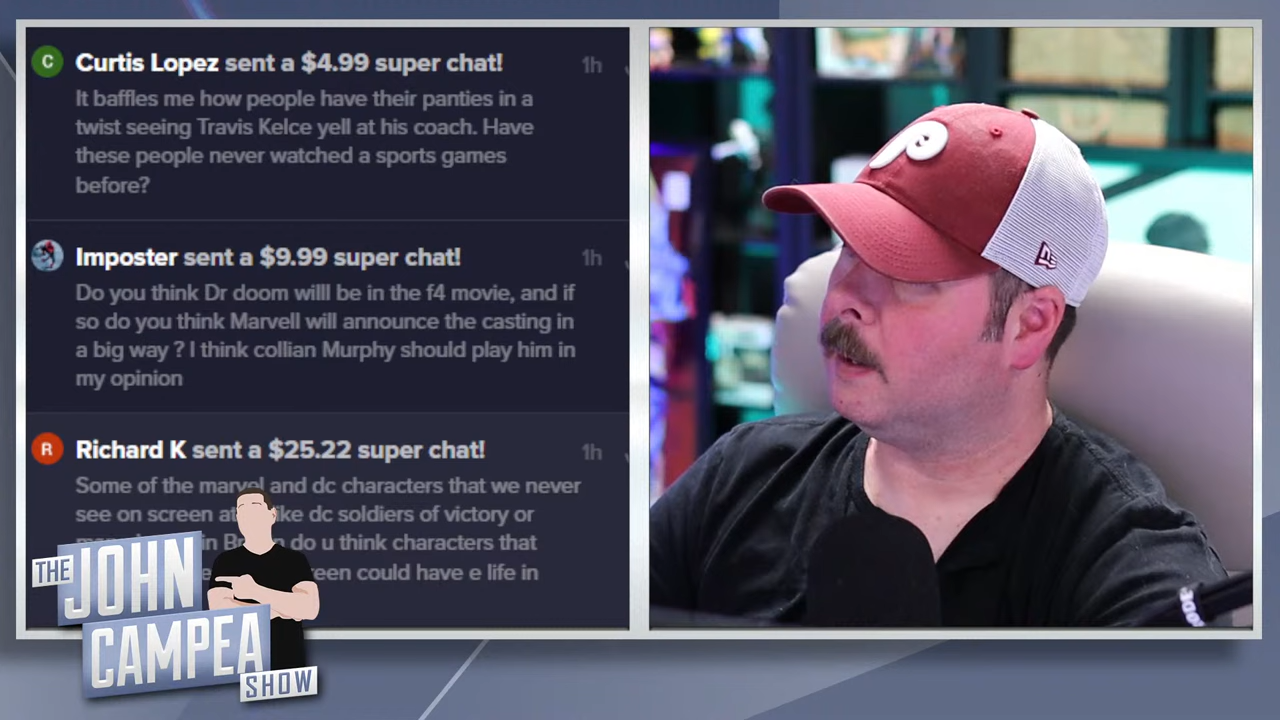 Curtis Lopez sent a $4.99 super chat!
1h
It baffles me how people have their panties in a
twist seeing Travis Kelce yell at his coach. Have
these people never watched a sports games
before?
Imposter sent a $9.99 super chat!
1h
Do you think Dr doom willl be in the f4 movie, and if
so do you think Marvell will announce the casting in
a big way ? I think collian Murphy should play him in
my opinion
Richard K sent a $25.22 super chat!
1h
Some of the marvel and dc characters that we never
see on screen at like dc soldiers of victory or
do u think characters that
could have e life in
THE
JOHN
CAMPEA
SHOW
C
R
P